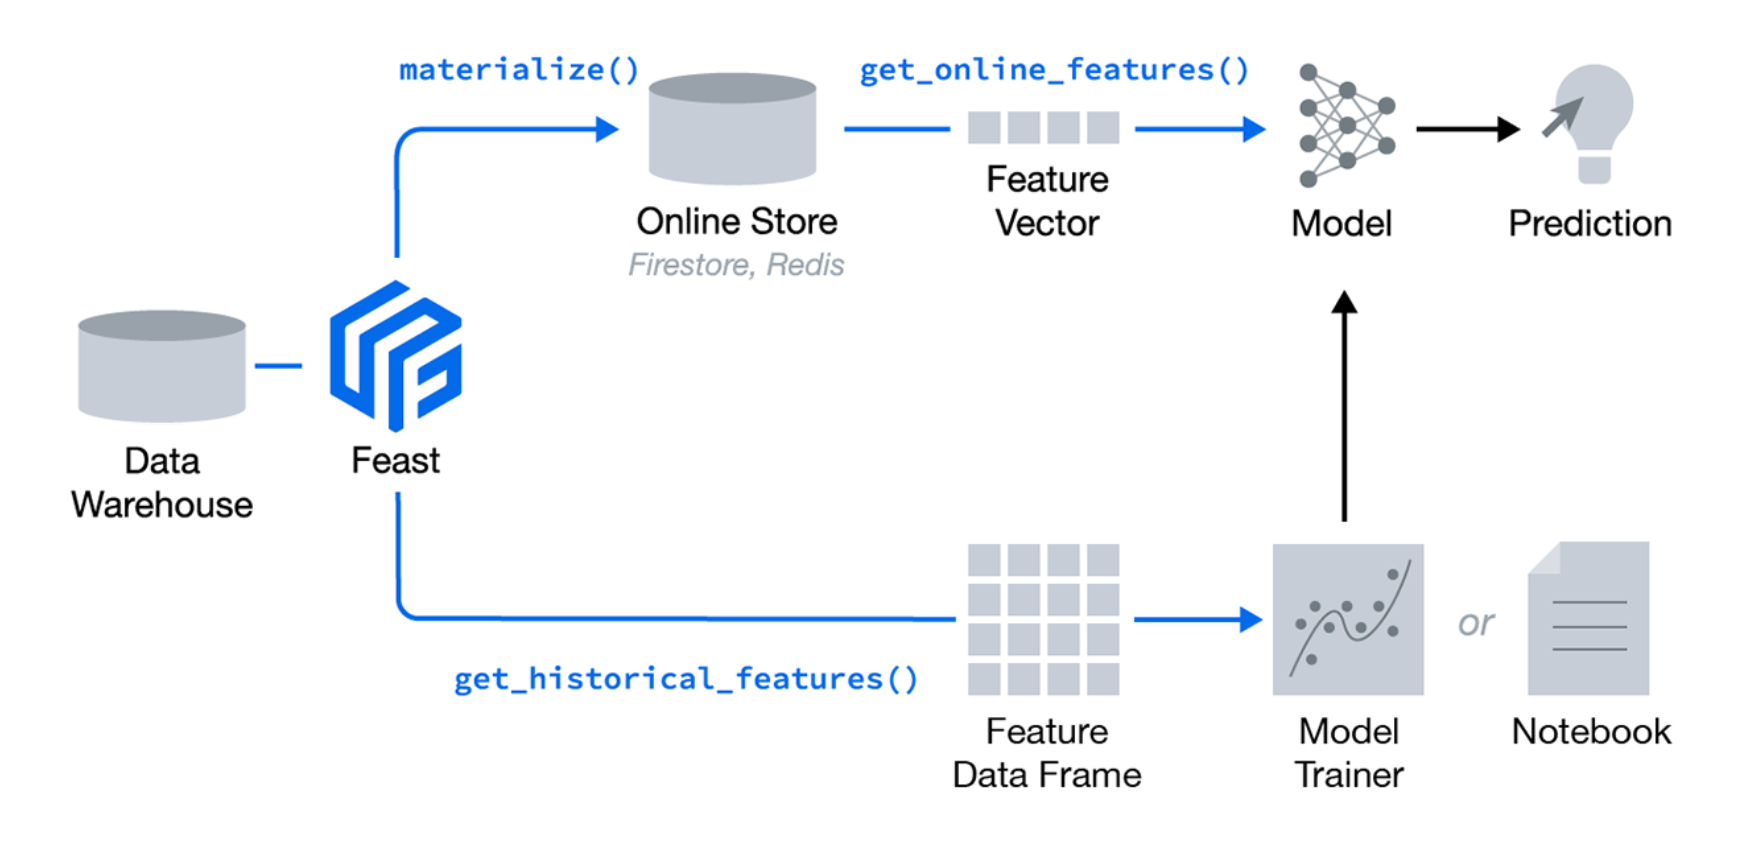 materialize()
get_online_features()
Feature
Vector
Online Store
Firestore, Redis
Model
Prediction
Data
Warehouse
Feast
get_historical_features()
or
Feature
Data Frame
Model
Trainer
Notebook